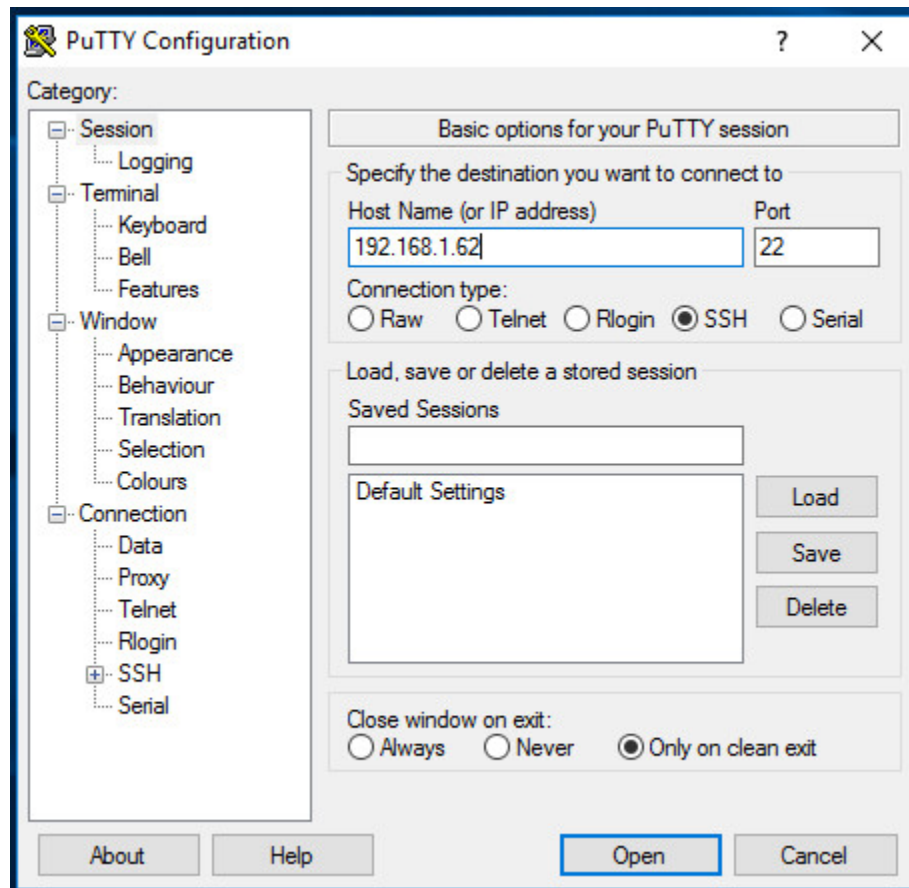 PuTTY Configuration
?
Category:
Session
Logging
Terminal
Keyboard
Bell
Features
Window
Appearance
Behaviour
Translation
Selection
Colours
Connection
Data
Proxy
Telnet
Rlogin
SSH
Serial
Basic options for your PuTTY session
Specify the destination you want to connect to
Host Name (or IP address) Port
192.168.1.62 22
Connection type:
Raw Telnet Rlogin SSH Serial
Load, save or delete a stored session
Saved Sessions
Default Settings
Load
Save
Delete
Close window on exit:
Always Never Only on clean exit
About Help Open Cancel